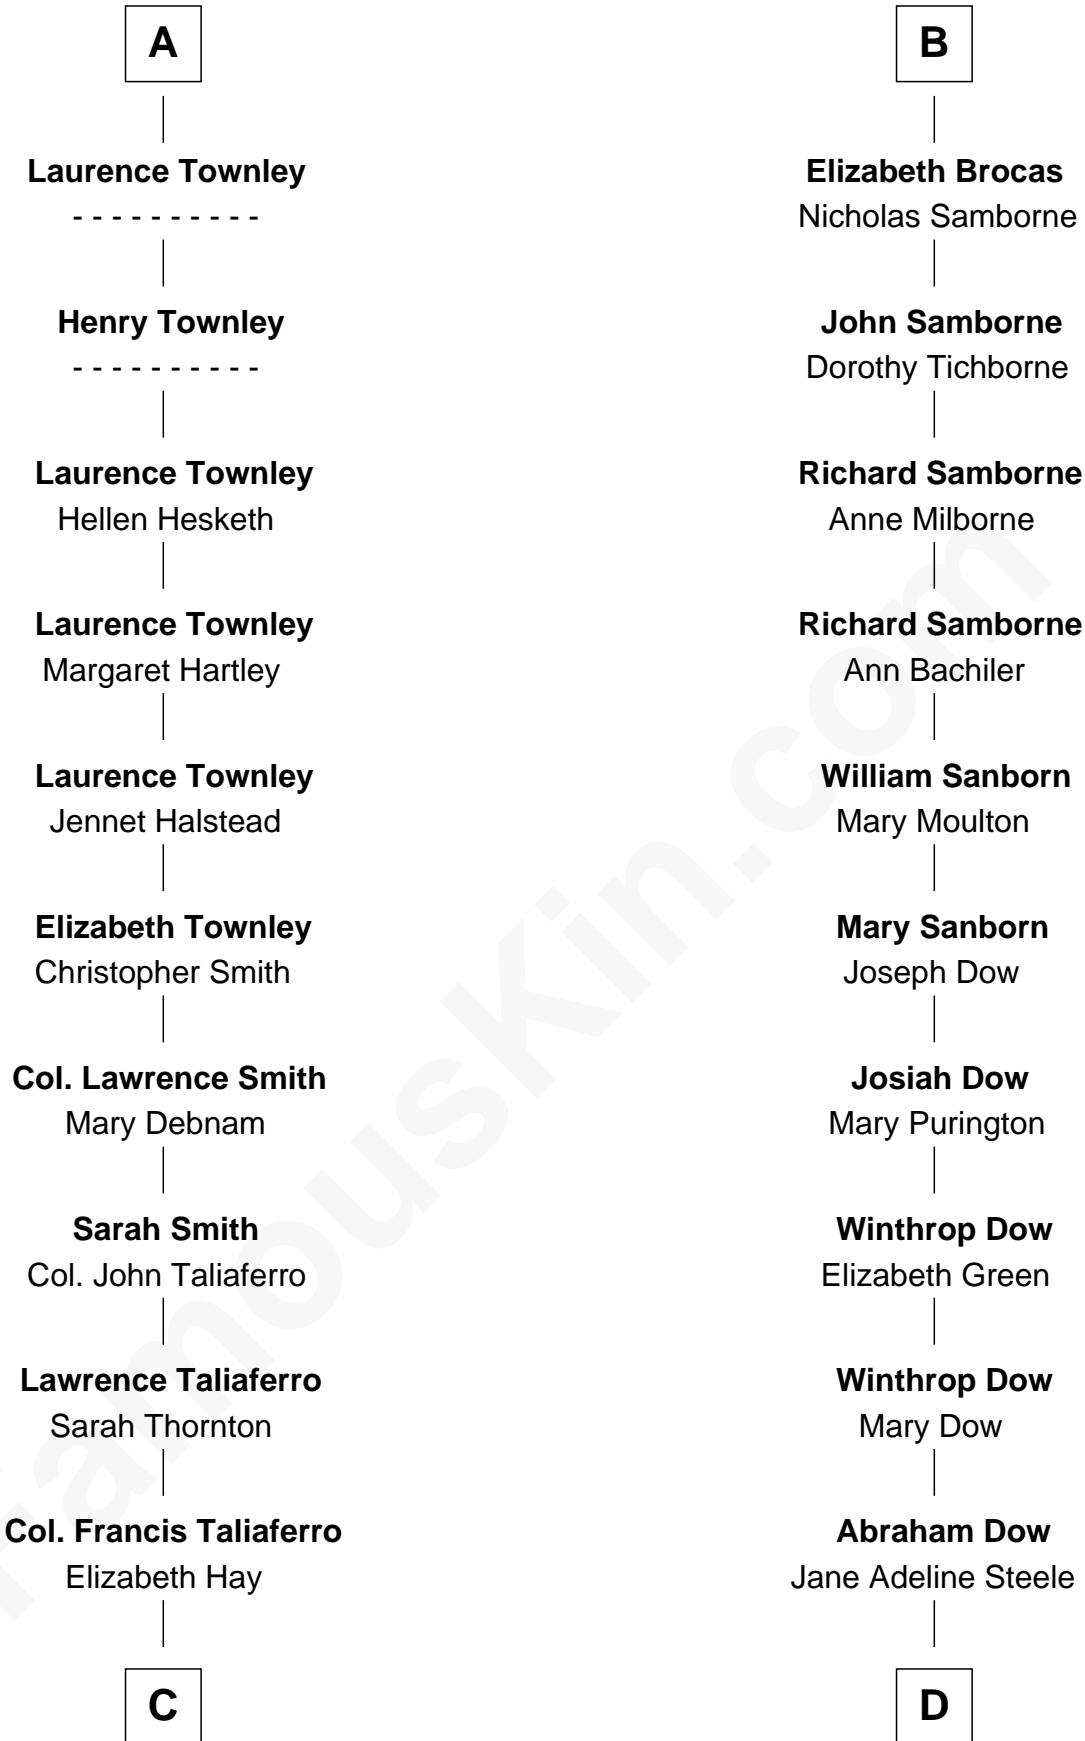 A
Laurence Townley
- - - - - - - - - -
Henry Townley
- - - - - - - - - -
Laurence Townley
Hellen Hesketh
Laurence Townley
Margaret Hartley
Laurence Townley
Jennet Halstead
Elizabeth Townley
Christopher Smith
Col. Lawrence Smith
Mary Debnam
Sarah Smith
Col. John Taliaferro
Lawrence Taliaferro
Sarah Thornton
Col. Francis Taliaferro
Elizabeth Hay
C
B
Elizabeth Brocas
Nicholas Samborne
John Samborne
Dorothy Tichborne
Richard Samborne
Anne Milborne
Richard Samborne
Ann Bachiler
William Sanborn
Mary Moulton
Mary Sanborn
Joseph Dow
Josiah Dow
Mary Purington
Winthrop Dow
Elizabeth Green
Winthrop Dow
Mary Dow
Abraham Dow
Jane Adeline Steele
D
FamousKin.com